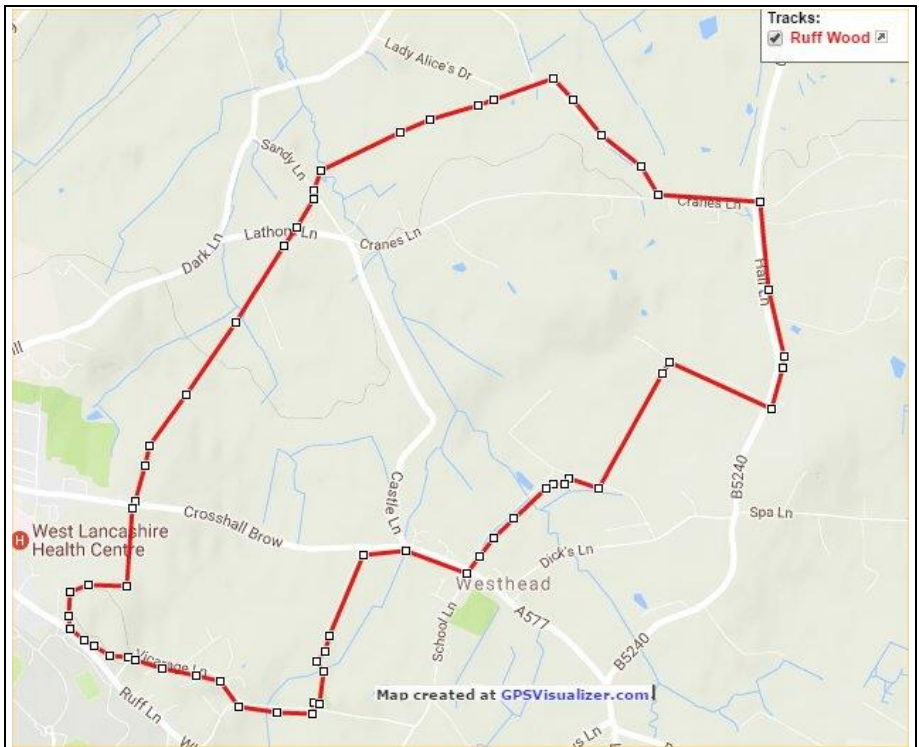 Tracks:
Ruff Wood
Lady Alice's Dr
Sandy Ln
Cranes Ln
Lathom Ln
Cranes Ln
Dark Ln
Hall Ln
ill
B5240
Castle Ln
Spa Ln
Crosshall Brow
West Lancashire
Health Centre
H
Dick's Ln
Westhead
A577
School Ln
B5240
Vicarage Ln
Map created at GPSVisualizer.com
Ruff Ln